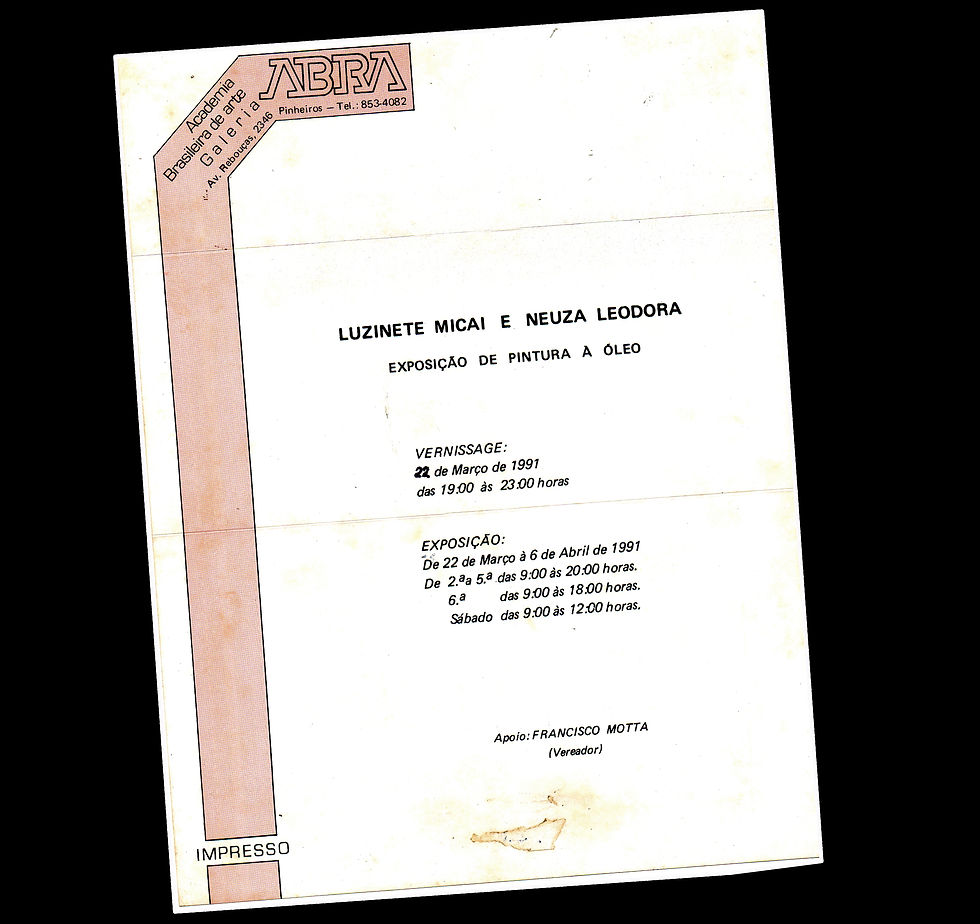 ABRA
Pinheiros — Tel.: 853-4082
Academia
Brasileira de arte
Galeria
Av. Rebouças, 2346
LUZINETE MICAI E NEUZA LEODORA
EXPOSIÇÃO DE PINTURA À ÓLEO
VERNISSAGE:
22 de Março de 1991
das 19:00 às 23:00 horas
EXPOSIÇÃO:
De 22 de Março à 6 de Abril de 1991
De 2.ª a 5.ª das 9:00 às 20:00 horas.
6.ª das 9:00 às 18:00 horas.
Sábado das 9:00 às 12:00 horas.
Apoio: FRANCISCO MOTTA
(Vereador)
IMPRESSO